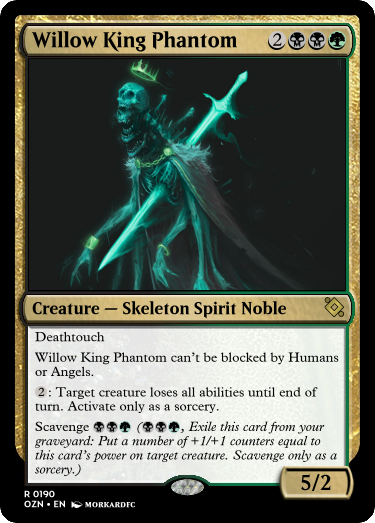 Willow King Phantom 2
Creature — Skeleton Spirit Noble
Deathtouch
Willow King Phantom can't be blocked by Humans
or Angels.
2: Target creature loses all abilities until end of
turn. Activate only as a sorcery.
Scavenge (, Exile this card from your
graveyard: Put a number of +1/+1 counters equal to
this card's power on target creature. Scavenge only as a
sorcery.)
5/2
R 0190
OZN • EN MORKARDFC